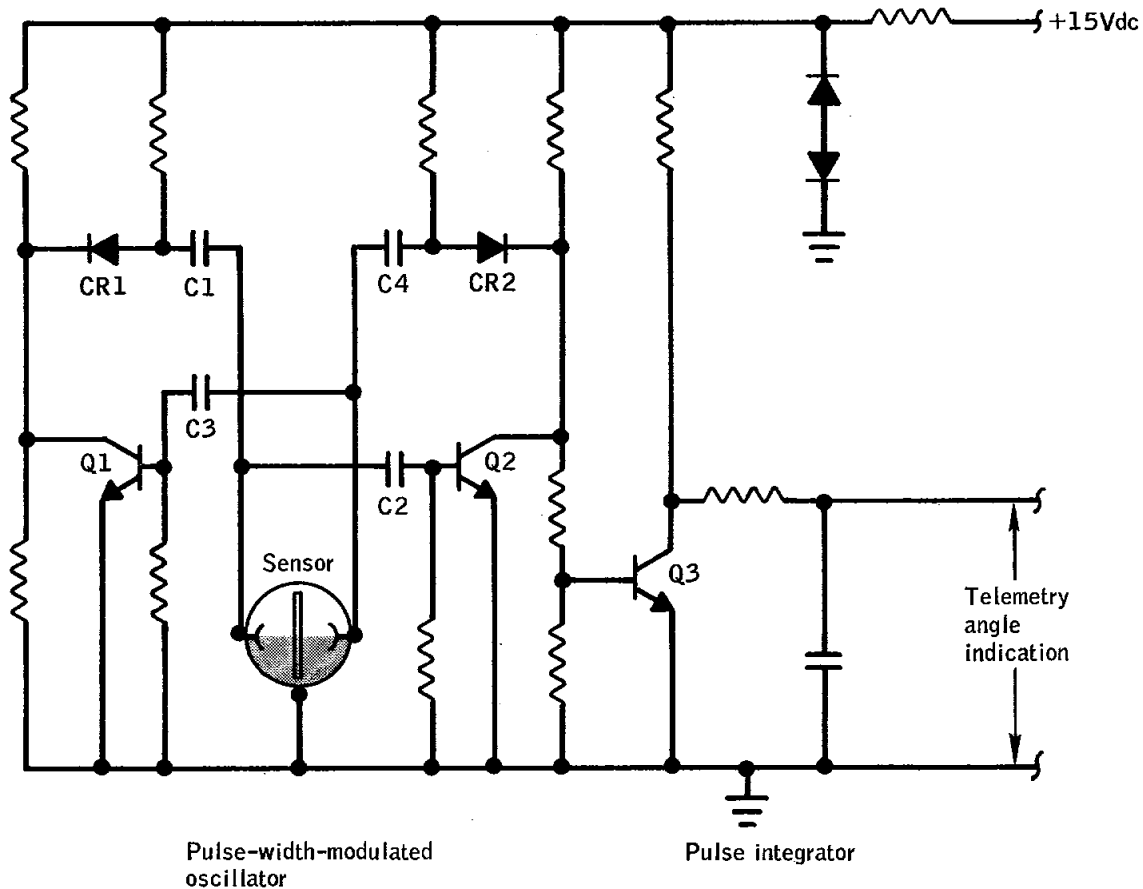 +15Vdc
CR1
C1
C4
CR2
C3
Q1
C2
Q2
Sensor
Q3
Telemetry
angle
indication
Pulse-width-modulated
oscillator
Pulse integrator